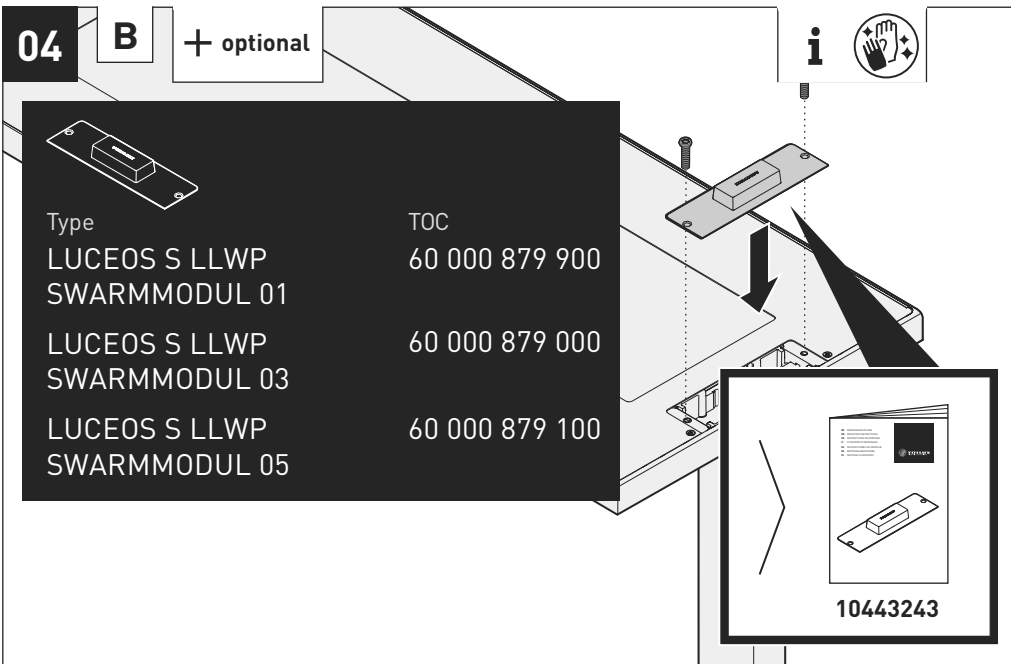 04
B
+ optional
i
Type TOC
LUCEOS S LLWP 60 000 879 900
SWARMMODUL 01
LUCEOS S LLWP 60 000 879 000
SWARMMODUL 03
LUCEOS S LLWP 60 000 879 100
SWARMMODUL 05
TRILUX
10443243